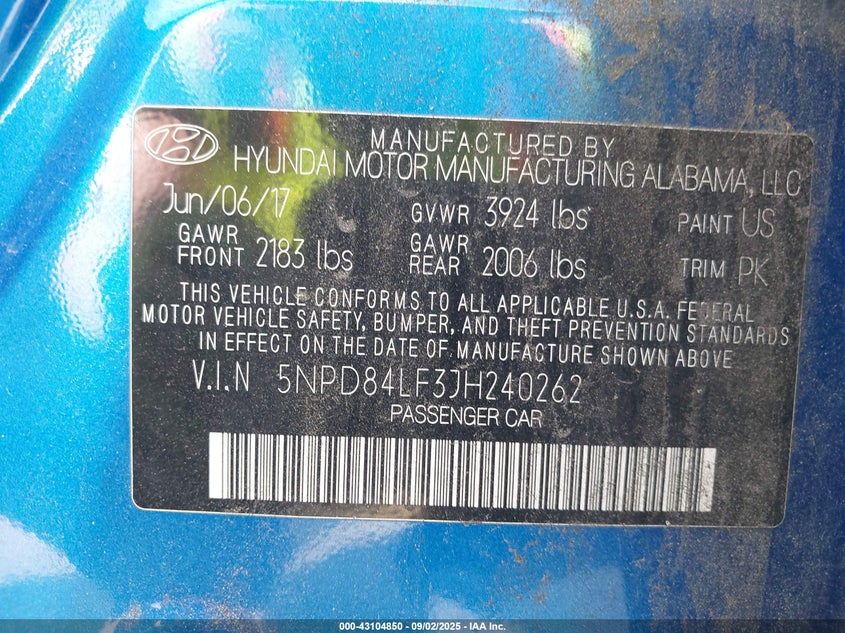 MANUFACTURED BY
HYUNDAI MOTOR MANUFACTURING ALABAMA, LLC
Jun/06/17 GVWR 3924 lbs PAINT US
GAWR FRONT 2183 lbs GAWR REAR 2006 lbs TRIM PK
THIS VEHICLE CONFORMS TO ALL APPLICABLE U.S.A. FEDERAL
MOTOR VEHICLE SAFETY, BUMPER, AND THEFT PREVENTION STANDARDS
IN EFFECT ON THE DATE OF MANUFACTURE SHOWN ABOVE
V.I.N 5NPD84LF3JH240262
PASSENGER CAR
000-43104850 - 09/02/2025 - IAA Inc.